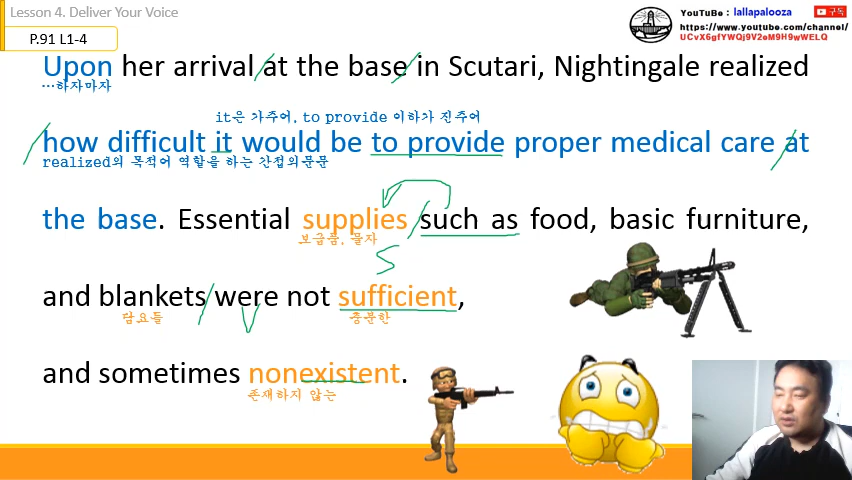 Lesson 4. Deliver Your Voice
P.91 L1-4
YouTuBe : lallapalooza
구독
https://www.youtube.com/channel/
UCvX6gfYWQj9V2eM9H9wWELQ
Upon her arrival at the base in Scutari, Nightingale realized
…하자마자
it은 가주어, to provide 이하가 진주어
how difficult it would be to provide proper medical care at
realized의 목적어 역할을 하는 간접의문문
the base. Essential supplies such as food, basic furniture,
보급품, 물자
S
and blankets were not sufficient,
담요들
V
충분한
and sometimes nonexistent.
존재하지 않는